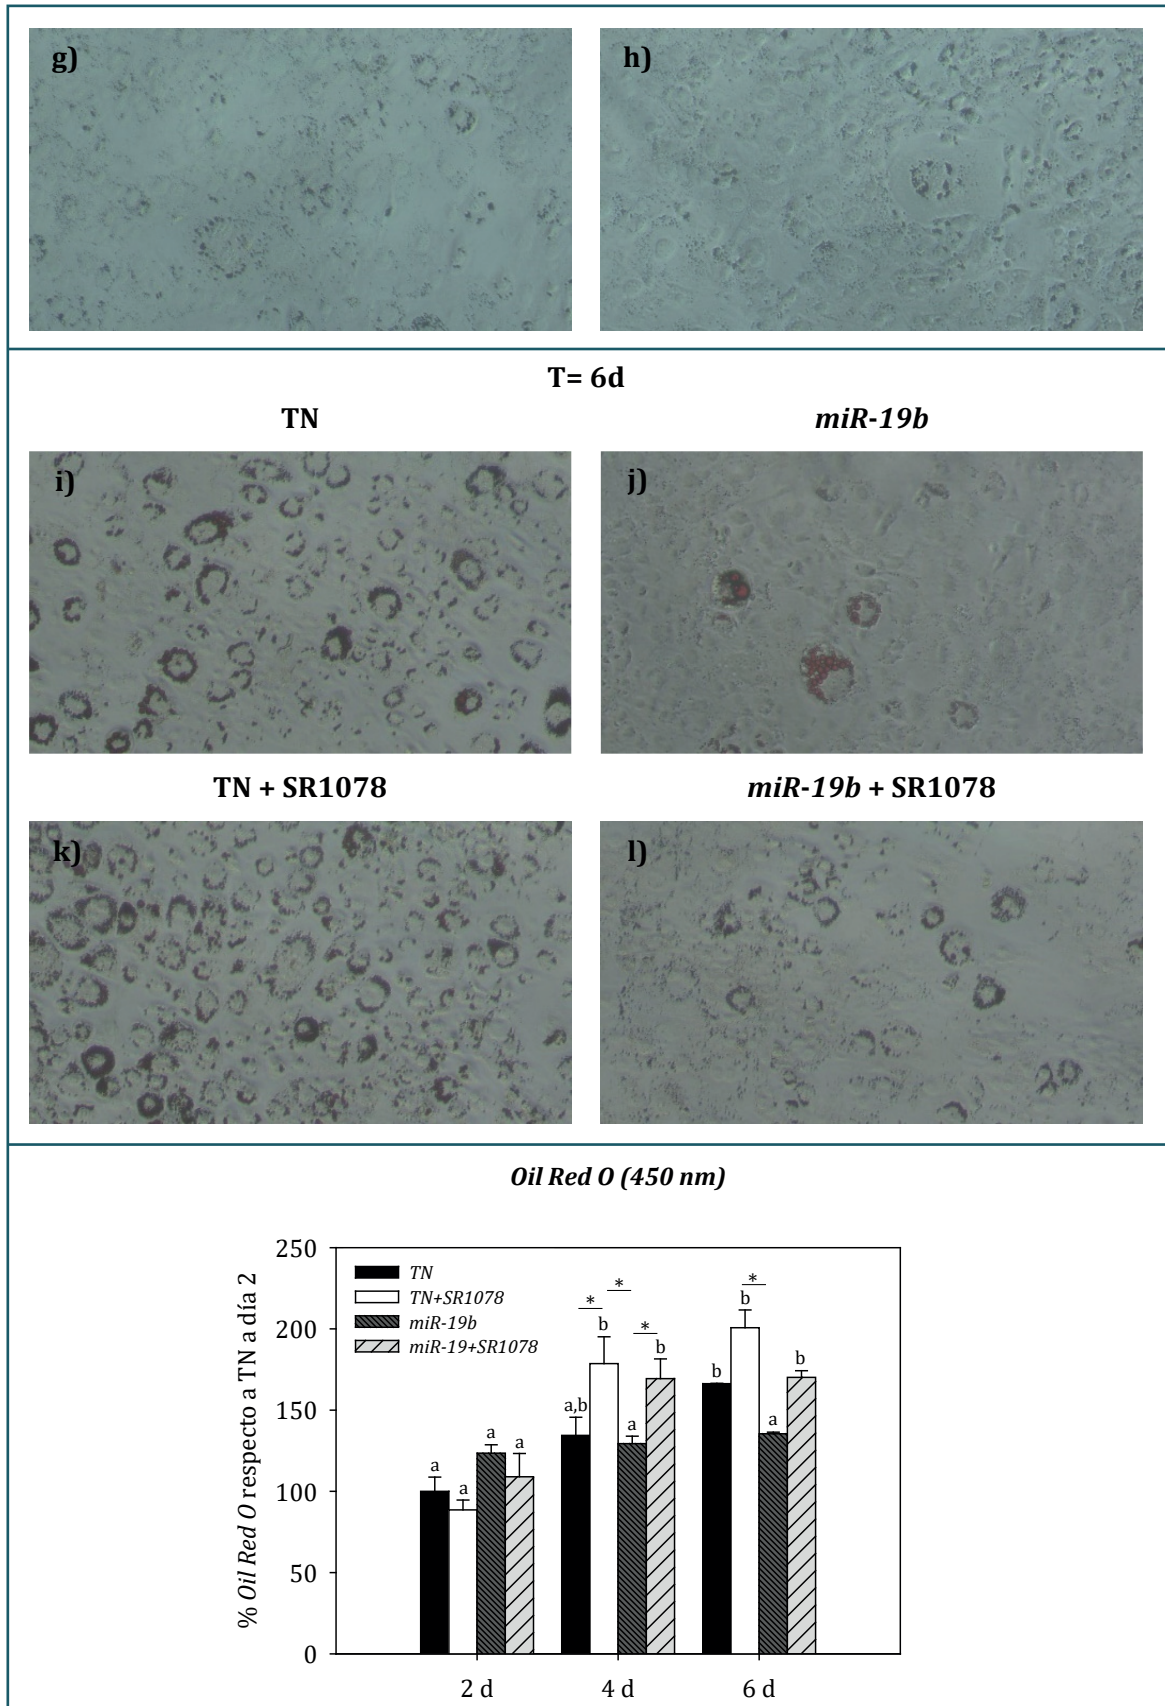 g)
h)
T= 6d
TN
miR-19b
i)
j)
TN + SR1078
miR-19b + SR1078
k)
l)
Oil Red O (450 nm)
% Oil Red O respecto a TN a día 2
250
200
150
100
50
0
TN
TN+SR1078
miR-19b
miR-19+SR1078
a
a
a
a
a,b
*
b
*
a
*
b
b
b
*
a
b
2 d
4 d
6 d